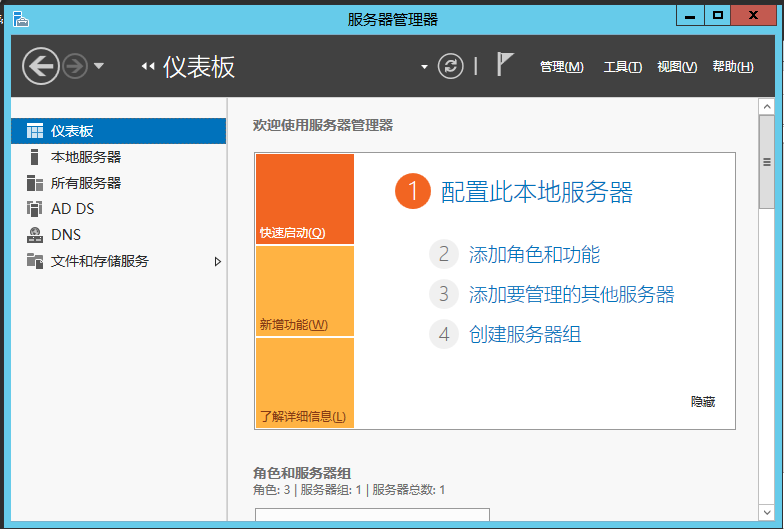 服务器管理器
仪表板
管理(M) 工具(T) 视图(V) 帮助(H)
仪表板
本地服务器
所有服务器
AD DS
DNS
文件和存储服务
欢迎使用服务器管理器
快速启动(Q)
新增功能(W)
了解详细信息(L)
1 配置此本地服务器
2 添加角色和功能
3 添加要管理的其他服务器
4 创建服务器组
隐藏
角色和服务器组
角色: 3 | 服务器组: 1 | 服务器总数: 1